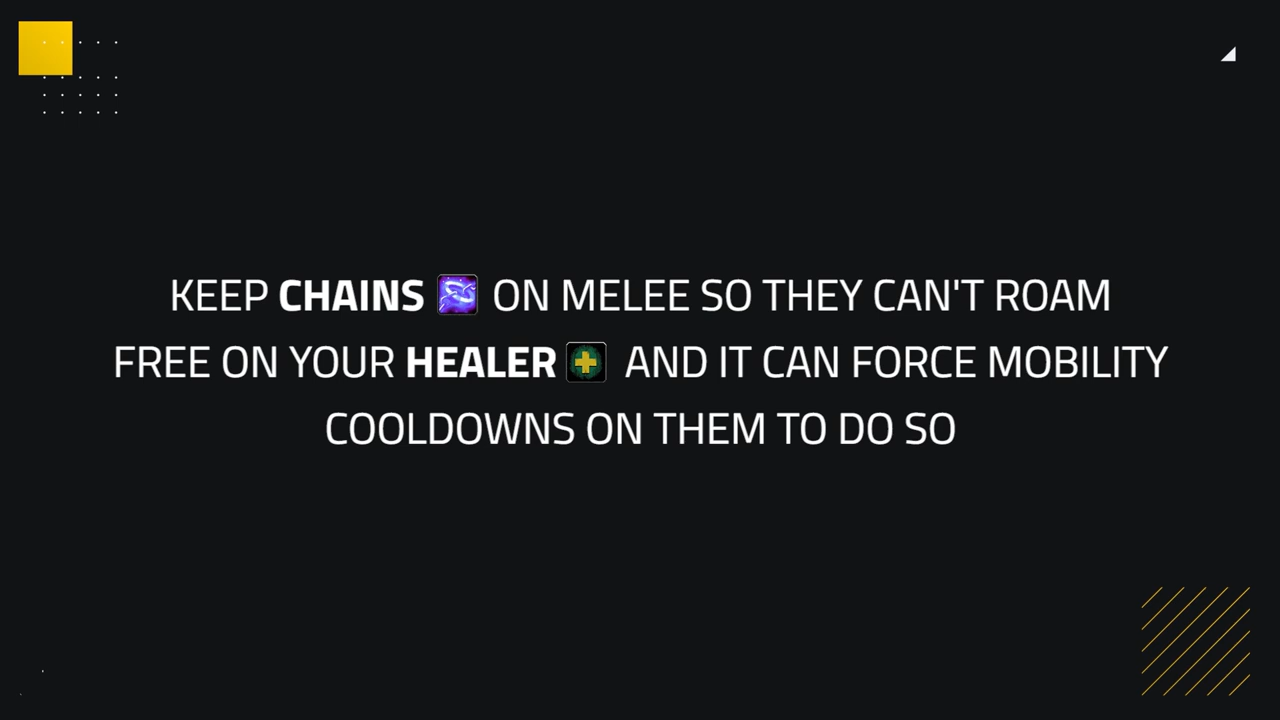 KEEP CHAINS ON MELEE SO THEY CAN'T ROAM
FREE ON YOUR HEALER AND IT CAN FORCE MOBILITY
COOLDOWNS ON THEM TO DO SO